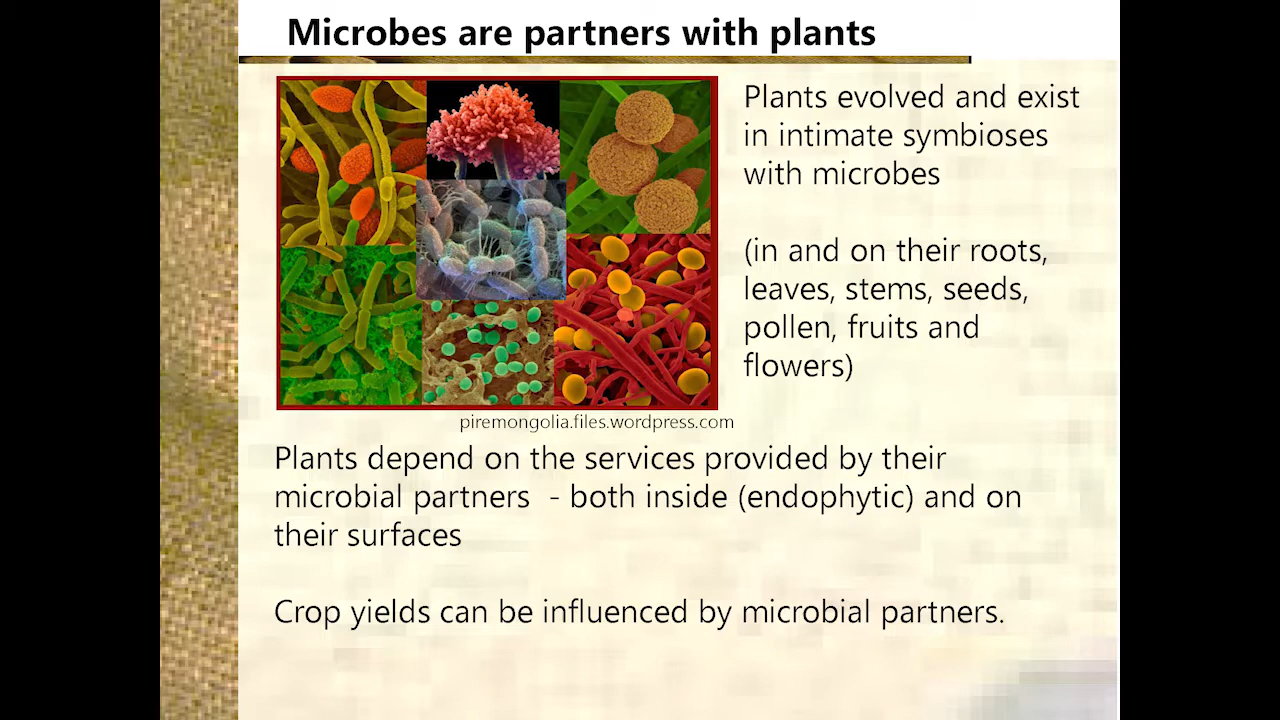 Microbes are partners with plants
Plants evolved and exist
in intimate symbioses
with microbes
(in and on their roots,
leaves, stems, seeds,
pollen, fruits and
flowers)
piremongolia.files.wordpress.com
Plants depend on the services provided by their
microbial partners - both inside (endophytic) and on
their surfaces
Crop yields can be influenced by microbial partners.